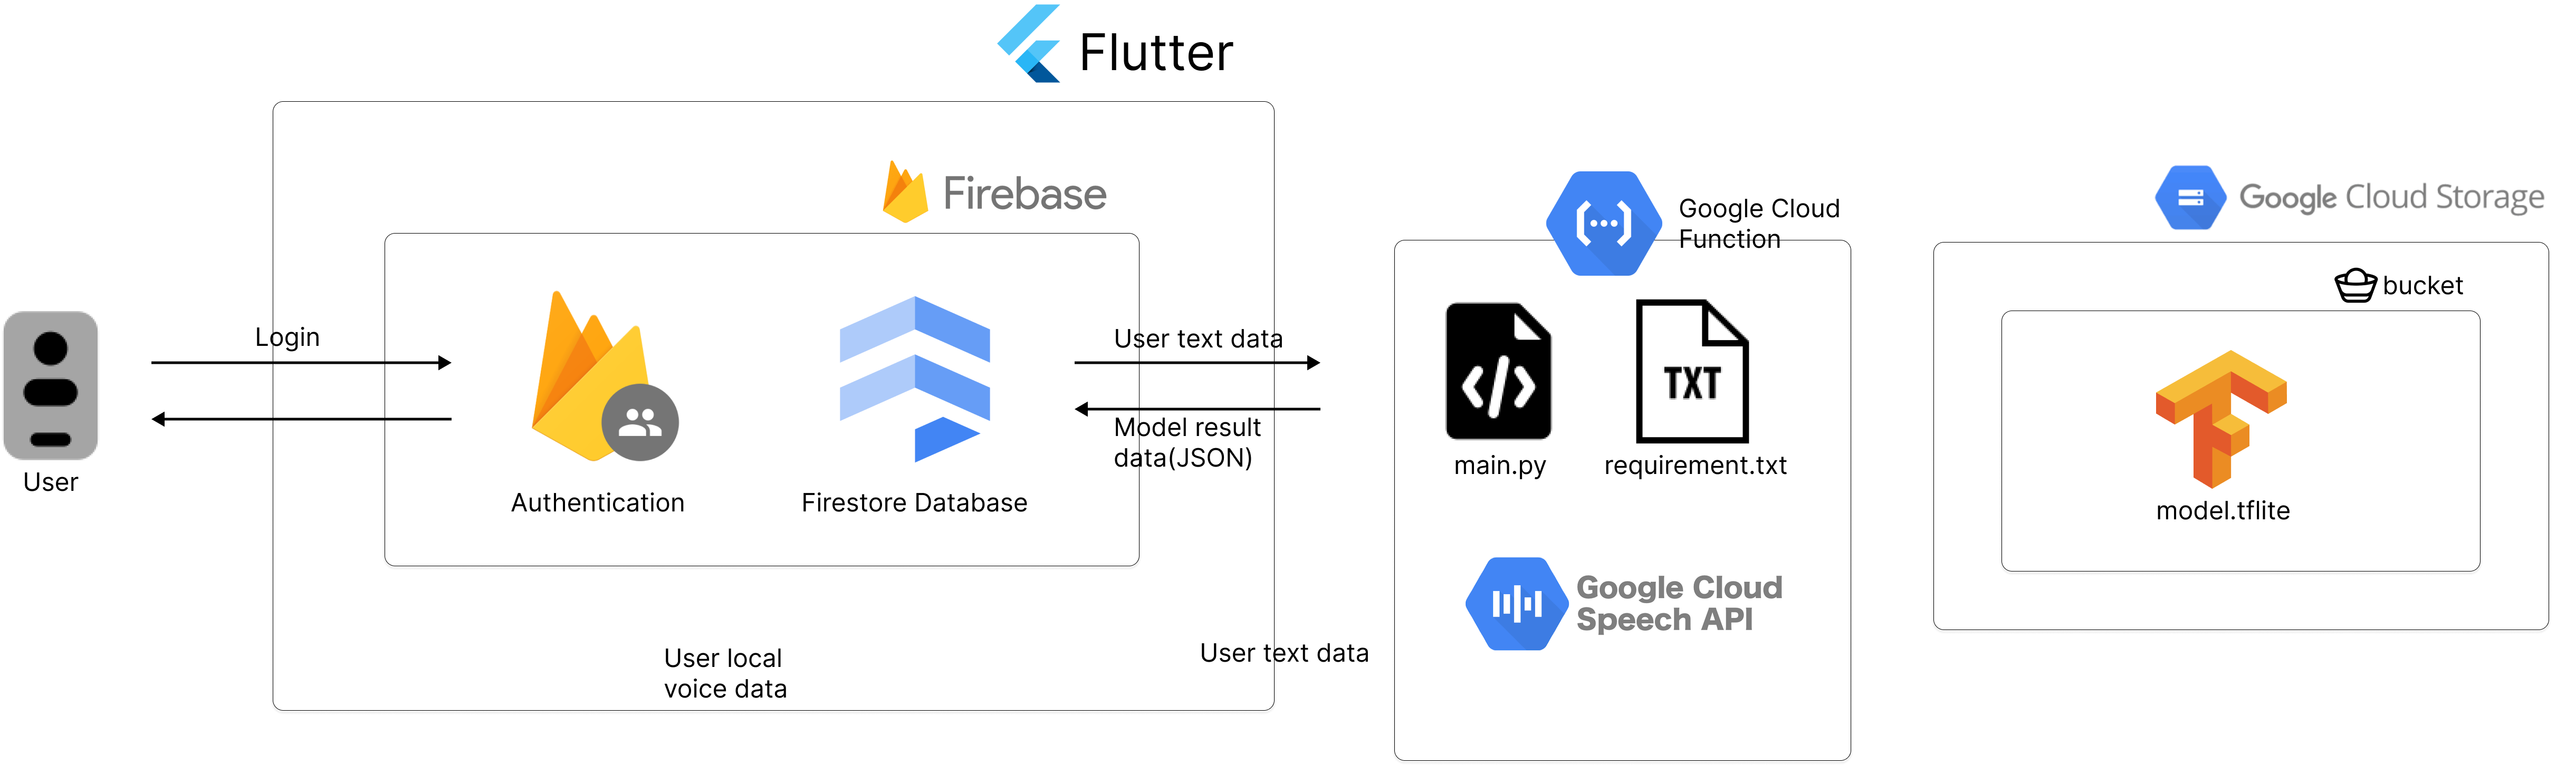 Flutter
Firebase
Google Cloud
Function
Google Cloud Storage
bucket
Login
User text data
TXT
Model result
data(JSON)
main.py
requirement.txt
User
Authentication
Firestore Database
model.tflite
Google Cloud
Speech API
User local
voice data
User text data